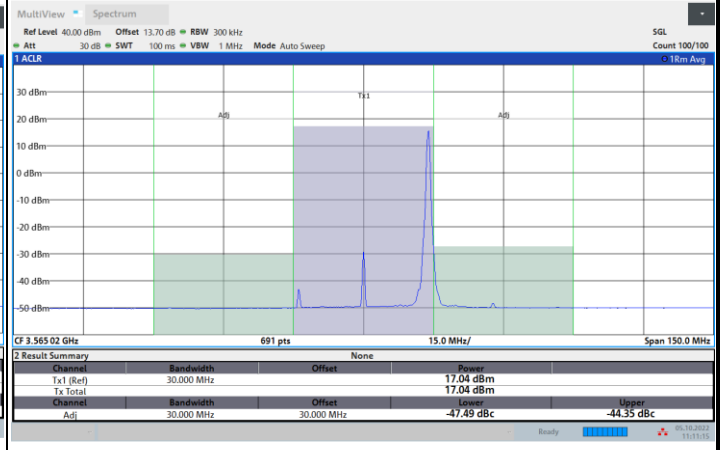 MultiView Spectrum
Ref Level 40.00 dBm Offset 13.70 dB RBW 300 kHz SGL
Att 30 dB SWT 100 ms VBW 1 MHz Mode Auto Sweep Count 100/100
1 ACLR 1Rm Avg
Tx1
Adj Adj
30 dBm
20 dBm
10 dBm
0 dBm
-10 dBm
-20 dBm
-30 dBm
-40 dBm
-50 dBm
CF 3.56502 GHz 691 pts 15.0 MHz/ Span 150.0 MHz
2 Result Summary None
Channel Bandwidth Offset Power
Tx1 (Ref) 30.000 MHz 17.04 dBm
Tx Total 17.04 dBm
Channel Bandwidth Offset Lower Upper
Adj 30.000 MHz 30.000 MHz -47.49 dBc -44.35 dBc
Ready 05.10.2022
11:11:15